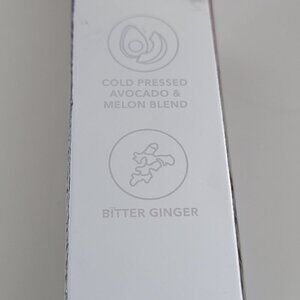 COLD PRESSED
AVOCADO &
MELON BLEND
BITTER GINGER